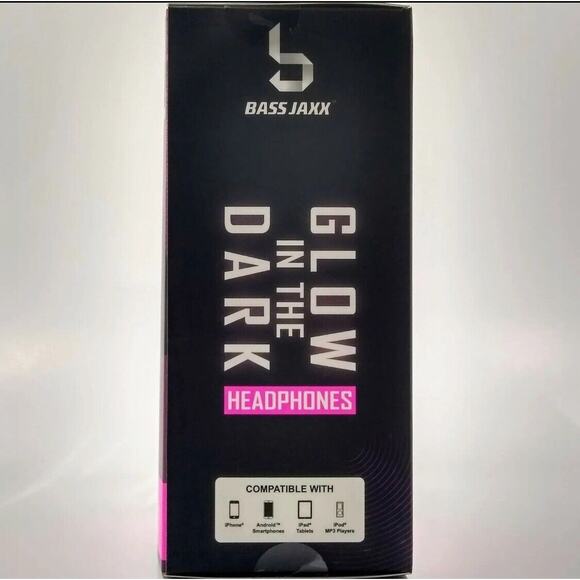 BASS JAXX
GLOW
IN THE
DARK
HEADPHONES
COMPATIBLE WITH
iPhone®
Android™
Smartphones
iPad®
Tablets
iPod®
MP3 Players